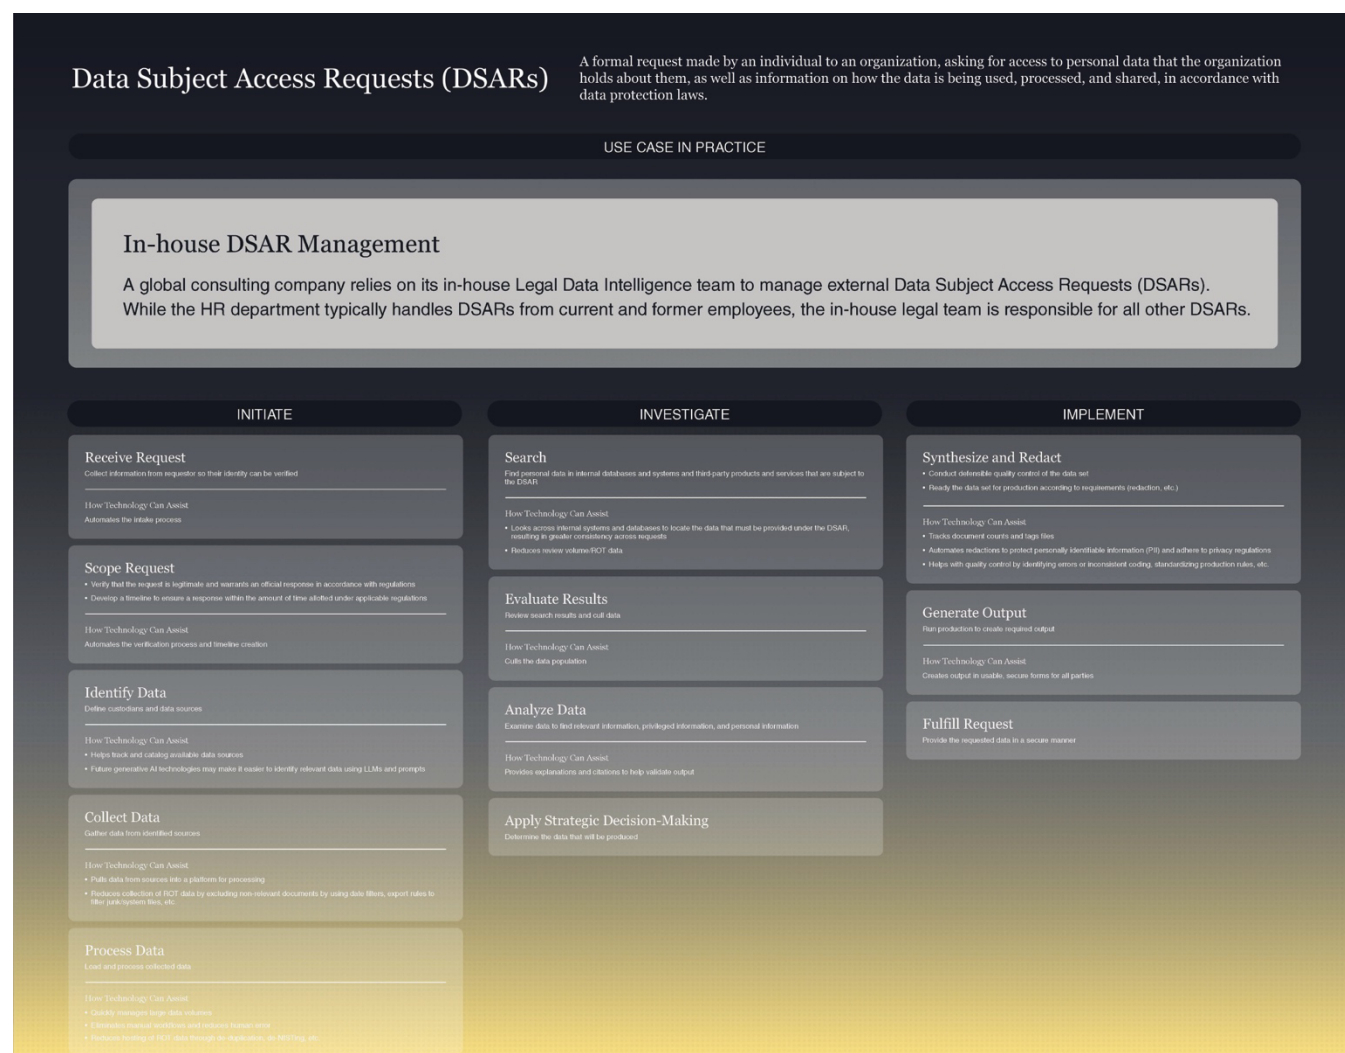 Data Subject Access Requests (DSARs)
A formal request made by an individual to an organization, asking for access to personal data that the organization
holds about them, as well as information on how the data is being used, processed, and shared, in accordance with
data protection laws.
USE CASE IN PRACTICE
In-house DSAR Management
A global consulting company relies on its in-house Legal Data Intelligence team to manage external Data Subject Access Requests (DSARs).
While the HR department typically handles DSARs from current and former employees, the in-house legal team is responsible for all other DSARs.
INITIATE
Receive Request
Collect information from requestor so their identity can be verified
How Technology Can Assist
Automates the intake process
Scope Request
• Verify that the request is legitimate and warrants an official response in accordance with regulations
• Develop a timeline to ensure a response within the amount of time allotted under applicable regulations
How Technology Can Assist
Automates the verification process and timeline creation
Identify Data
Define custodians and data sources
How Technology Can Assist
• Helps track and catalog available data sources
• Future generative AI technologies may make it easier to identify relevant data using LLMs and prompts
Collect Data
Gather data from identified sources
How Technology Can Assist
• Pulls data from sources into a platform for processing
• Reduces collection of ROT data by excluding non-relevant documents by using date filters, export rules to
filter junk/system files, etc.
Process Data
Load and process collected data
How Technology Can Assist
• Quickly manages large data volumes
• Eliminates manual workflows and reduces human error
• Reduces hosting of ROT data through de-duplication, de-NISTing, etc.
INVESTIGATE
Search
Find personal data in internal databases and systems and third-party products and services that are subject to
the DSAR
How Technology Can Assist
• Looks across internal systems and databases to locate the data that must be provided under the DSAR,
resulting in greater consistency across requests
• Reduces review volume/ROT data
Evaluate Results
Review search results and cull data
How Technology Can Assist
Culls the data population
Analyze Data
Examine data to find relevant information, privileged information, and personal information
How Technology Can Assist
Provides explanations and citations to help validate output
Apply Strategic Decision-Making
Determine the data that will be produced
IMPLEMENT
Synthesize and Redact
• Conduct defensible quality control of the data set
• Ready the data set for production according to requirements (redaction, etc.)
How Technology Can Assist
• Tracks document counts and tags files
• Automates redactions to protect personally identifiable information (PII) and adhere to privacy regulations
• Helps with quality control by identifying errors or inconsistent coding, standardizing production rules, etc.
Generate Output
Run production to create required output
How Technology Can Assist
Creates output in usable, secure forms for all parties
Fulfill Request
Provide the requested data in a secure manner